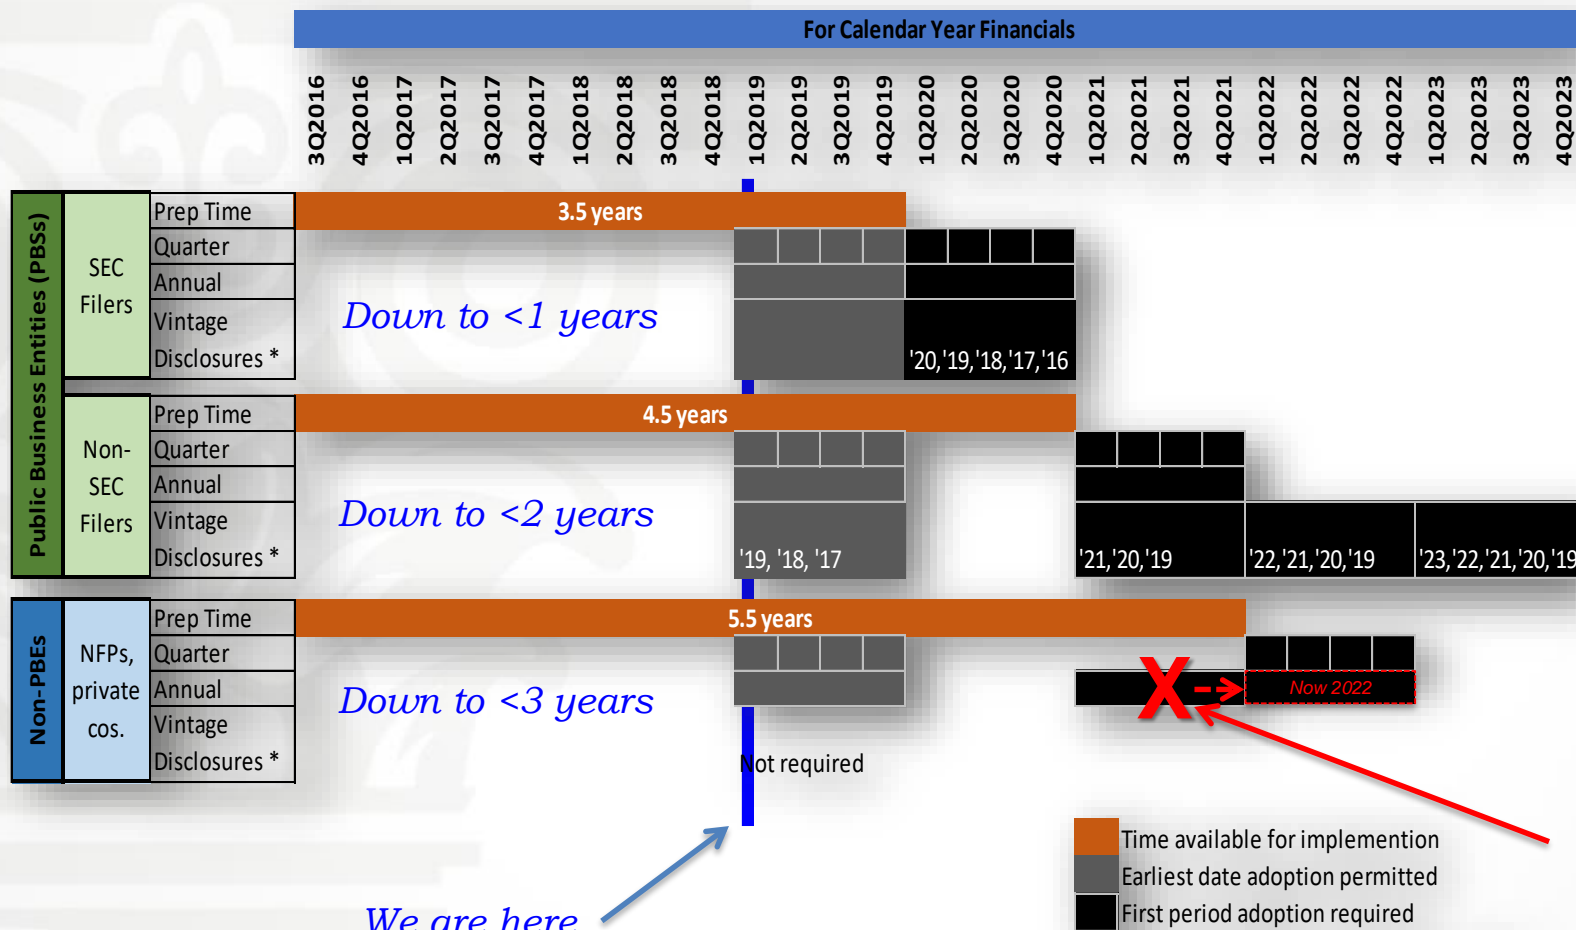 For Calendar Year Financials
3Q2016 4Q2016 1Q2017 2Q2017 3Q2017 4Q2017 1Q2018 2Q2018 3Q2018 4Q2018 1Q2019 2Q2019 3Q2019 4Q2019 1Q2020 2Q2020 3Q2020 4Q2020 1Q2021 2Q2021 3Q2021 4Q2021 1Q2022 2Q2022 3Q2022 4Q2022 1Q2023 2Q2023 3Q2023 4Q2023
Public Business Entities (PBSs)
SEC
Filers
Prep Time
3.5 years
Quarter
Annual
Vintage
Disclosures *
Down to <1 years
'20,'19,'18,'17,'16
Non-
SEC
Filers
Prep Time
4.5 years
Quarter
Annual
Vintage
Disclosures *
Down to <2 years
'19, '18, '17
'21,'20,'19
'22,'21,'20,'19
'23,'22,'21,'20,'19
Non-PBEs
NFPs,
private
cos.
Prep Time
5.5 years
Quarter
Annual
Vintage
Disclosures *
Down to <3 years
X
Now 2022
Not required
We are here
Time available for implemention
Earliest date adoption permitted
First period adoption required